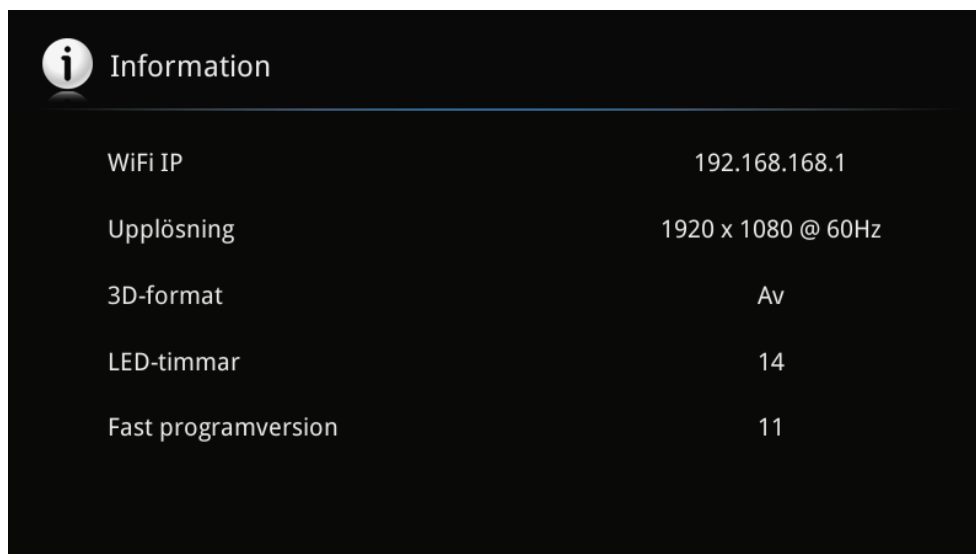 Information
WiFi IP 192.168.168.1
Upplösning 1920 x 1080 @ 60Hz
3D-format Av
LED-timmar 14
Fast programversion 11